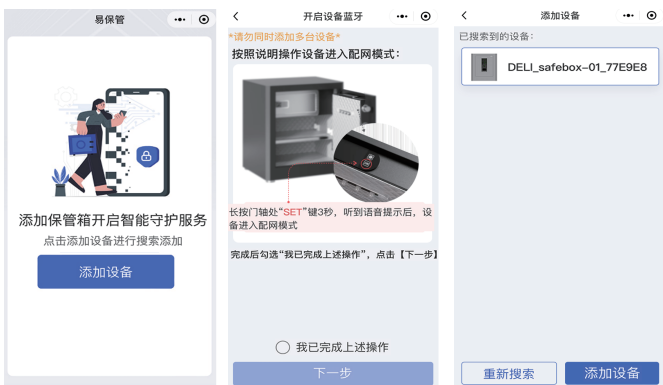 易保管
添加保管箱开启智能守护服务
点击添加设备进行搜索添加
添加设备
开启设备蓝牙
*请勿同时添加多台设备*
按照说明操作设备进入配网模式：
长按门轴处“SET”键3秒，听到语音提示后，设
备进入配网模式
完成后勾选“我已完成上述操作”，点击【下一步】
我已完成上述操作
下一步
添加设备
已搜索到的设备：
DELI_safebox-01_77E9E8
重新搜索
添加设备